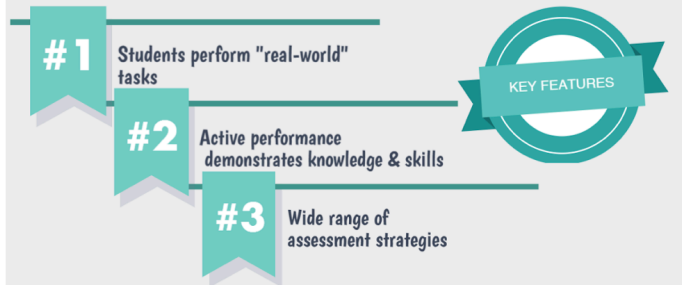 #1
Students perform "real-world"
tasks
#2
Active performance
demonstrates knowledge & skills
#3
Wide range of
assessment strategies
KEY FEATURES